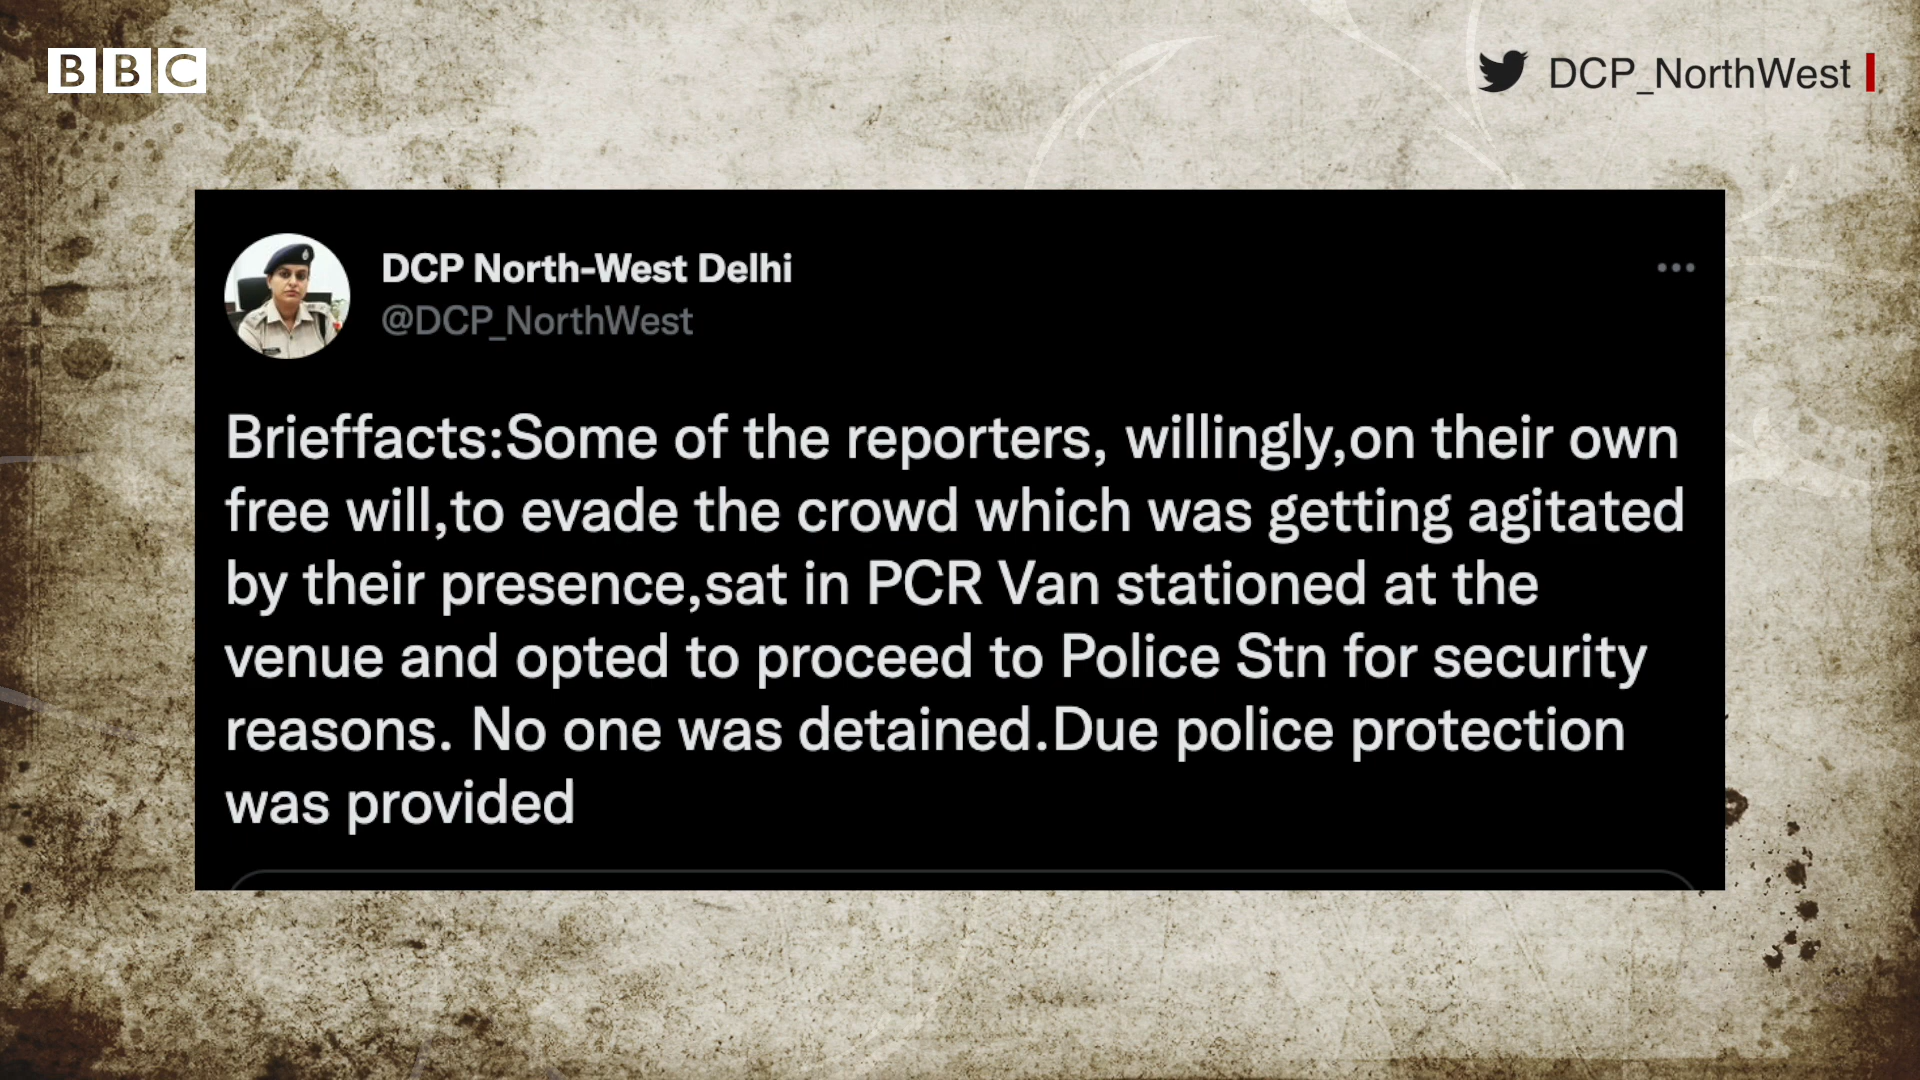 BBC
DCP_NorthWest
DCP North-West Delhi
@DCP_NorthWest
Brieffacts:Some of the reporters, willingly,on their own
free will,to evade the crowd which was getting agitated
by their presence,sat in PCR Van stationed at the
venue and opted to proceed to Police Stn for security
reasons. No one was detained.Due police protection
was provided